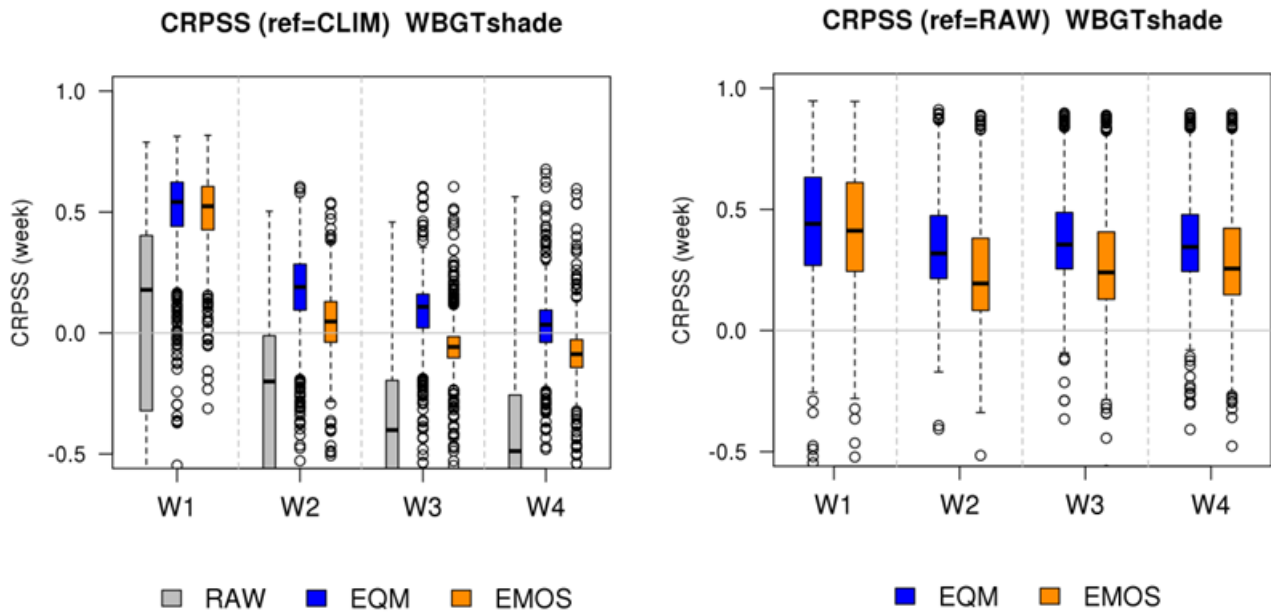 CRPSS (ref=CLIM)  WBGTshade
CRPSS (week)
1.0
0.5
0.0
-0.5
W1 W2 W3 W4
RAW EQM EMOS
CRPSS (ref=RAW)  WBGTshade
CRPSS (week)
1.0
0.5
0.0
-0.5
W1 W2 W3 W4
EQM EMOS